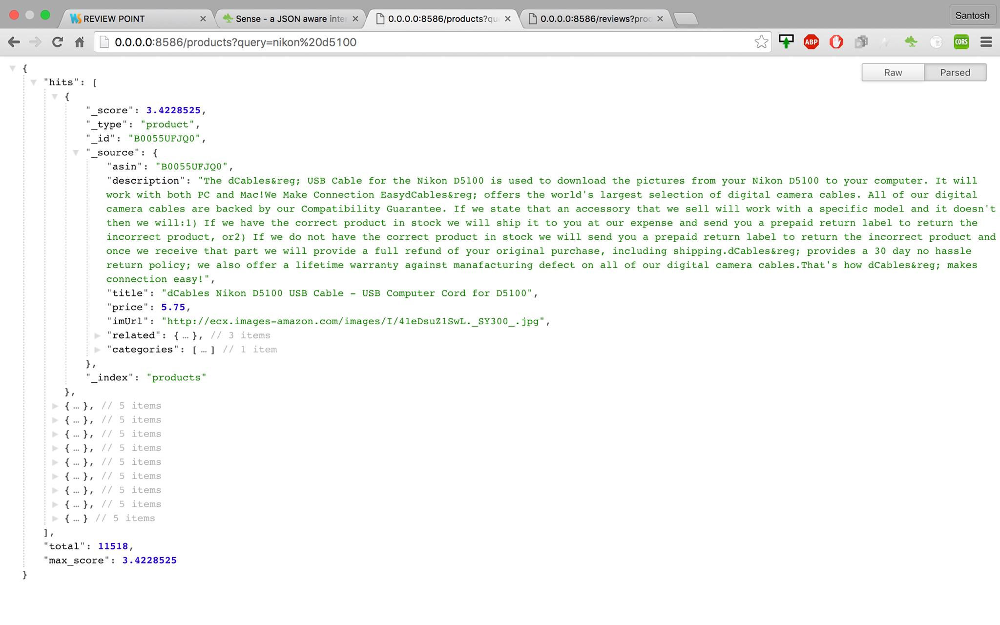 REVIEW POINT
Sense - a JSON aware inter
0.0.0.0:8586/products?qu
0.0.0.0:8586/reviews?prod
Santosh
0.0.0.0:8586/products?query=nikon%20d5100
ABP
CORS
Raw
Parsed
{
"hits": [
{
"_score": 3.4228525,
"_type": "product",
"_id": "B0055UFJQ0",
"_source": {
"asin": "B0055UFJQ0",
"description": "The dCables&reg; USB Cable for the Nikon D5100 is used to download the pictures from your Nikon D5100 to your computer. It will
work with both PC and Mac!We Make Connection EasydCables&reg; offers the world's largest selection of digital camera cables. All of our digital
camera cables are backed by our Compatibility Guarantee. If we state that an accessory that we sell will work with a specific model and it doesn't
then we will:1) If we have the correct product in stock we will ship it to you at our expense and send you a prepaid return label to return the
incorrect product, or2) If we do not have the correct product in stock we will send you a prepaid return label to return the incorrect product and
once we receive that part we will provide a full refund of your original purchase, including shipping.dCables&reg; provides a 30 day no hassle
return policy; we also offer a lifetime warranty against manafacturing defect on all of our digital camera cables.That's how dCables&reg; makes
connection easy!",
"title": "dCables Nikon D5100 USB Cable - USB Computer Cord for D5100",
"price": 5.75,
"imUrl": "http://ecx.images-amazon.com/images/I/41eDsuZ1SwL._SY300_.jpg",
"related": { … }, // 3 items
"categories": [ … ] // 1 item
},
"_index": "products"
},
{ … }, // 5 items
{ … }, // 5 items
{ … }, // 5 items
{ … }, // 5 items
{ … }, // 5 items
{ … }, // 5 items
{ … }, // 5 items
{ … }, // 5 items
{ … } // 5 items
],
"total": 11518,
"max_score": 3.4228525
}